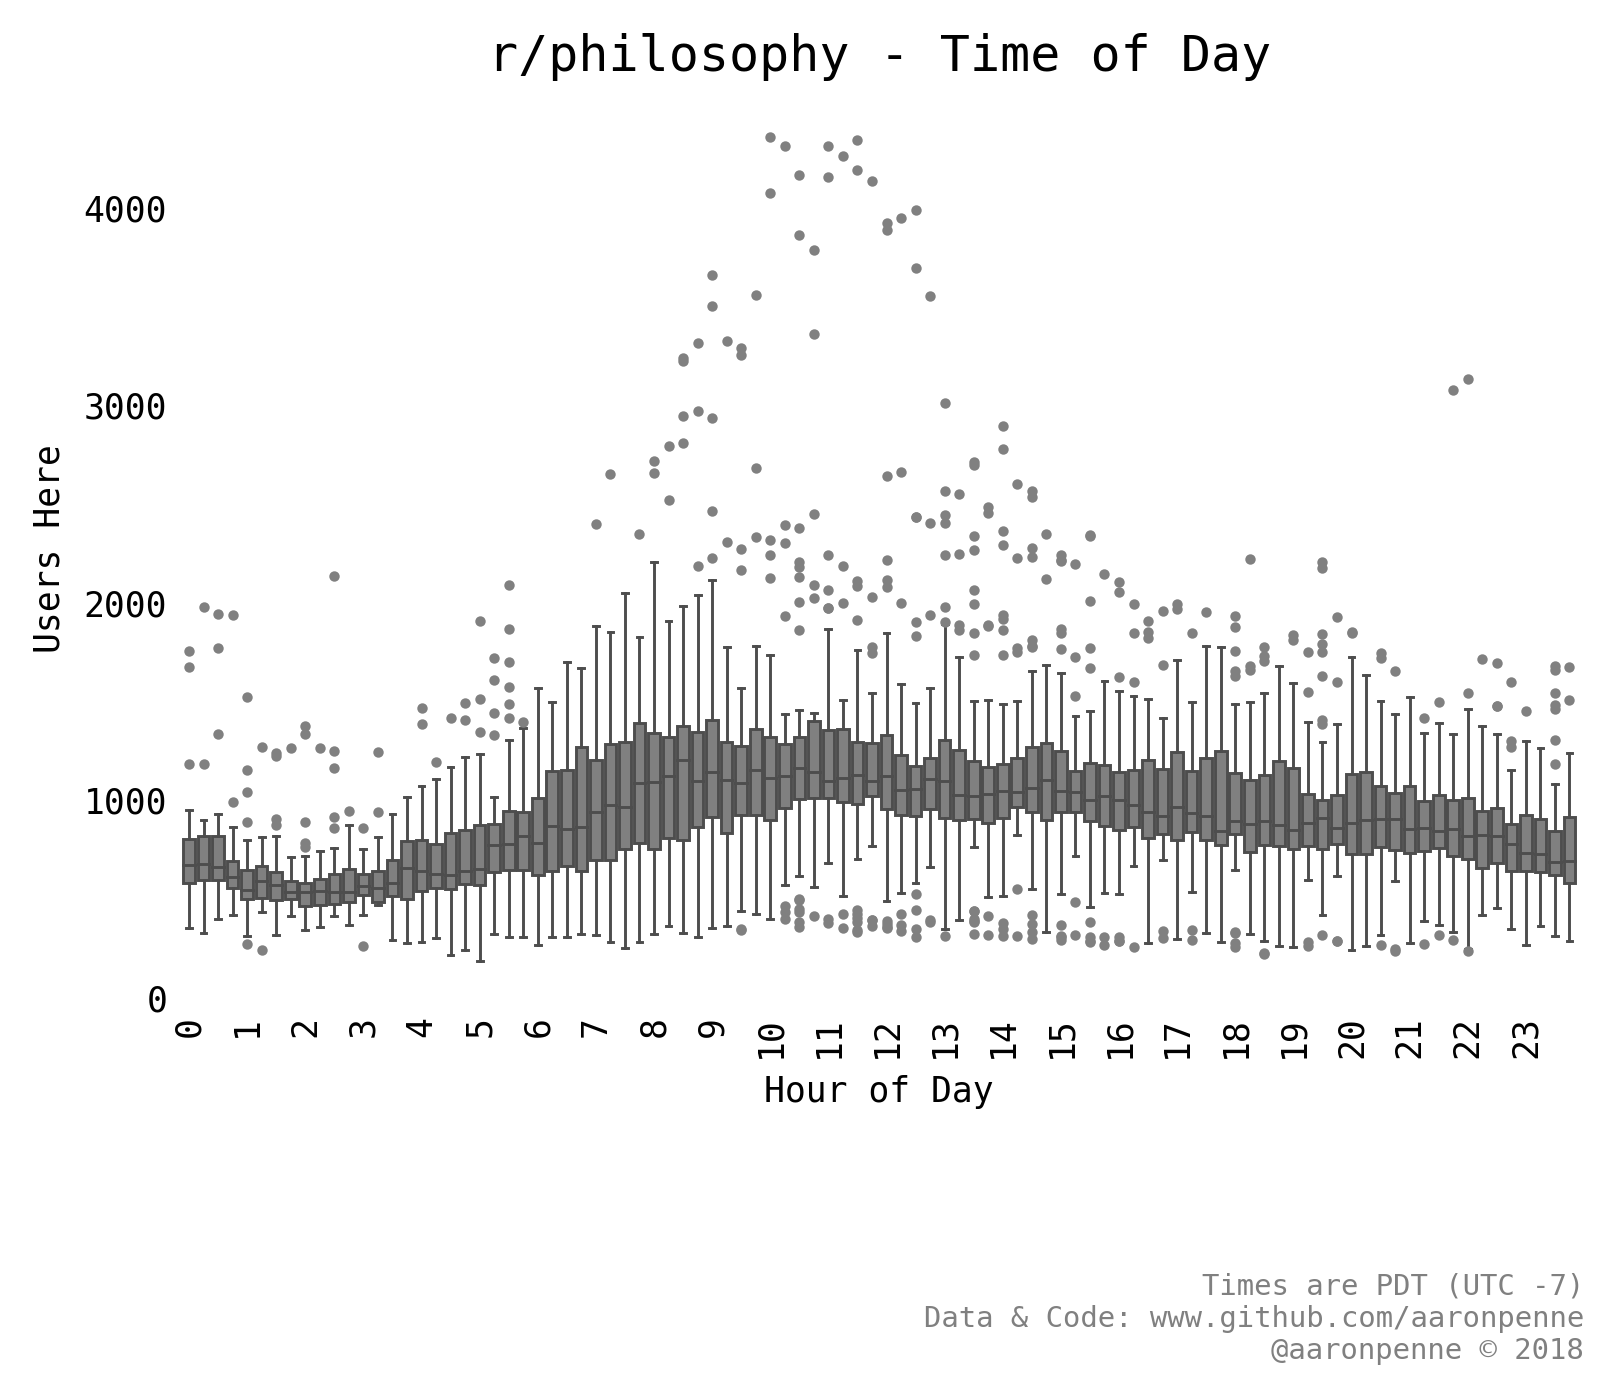 r/philosophy - Time of Day
4000
3000
2000
1000
0
Users Here
0 1 2 3 4 5 6 7 8 9 10 11 12 13 14 15 16 17 18 19 20 21 22 23
Hour of Day
Times are PDT (UTC -7)
Data & Code: www.github.com/aaronpenne
@aaronpenne © 2018